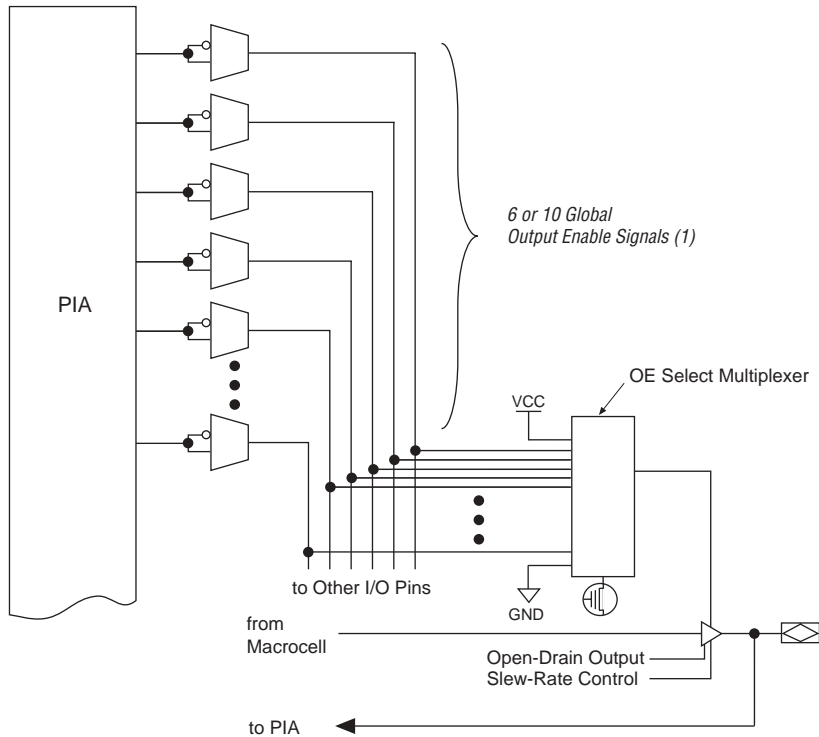 PIA
6 or 10 Global
Output Enable Signals (1)
OE Select Multiplexer
VCC
to Other I/O Pins
GND
from
Macrocell
Open-Drain Output
Slew-Rate Control
to PIA